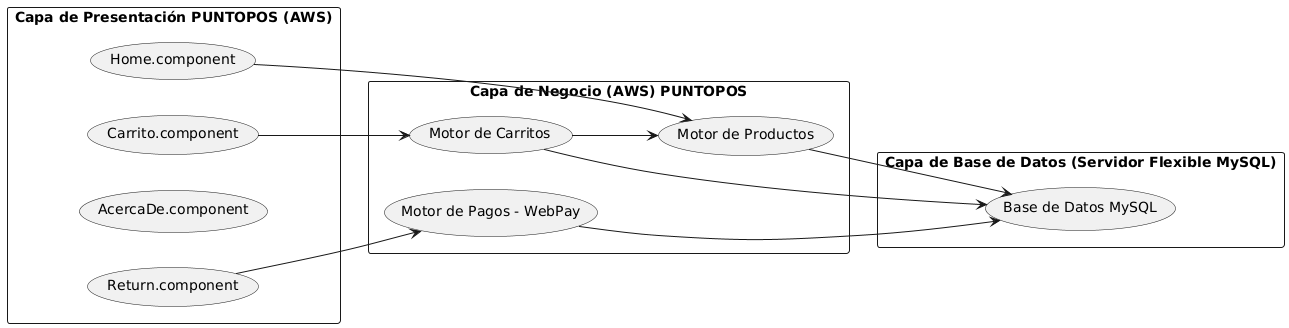 Capa de Presentación PUNTOPOS (AWS)
Home.component
Carrito.component
AcercaDe.component
Return.component
Capa de Negocio (AWS) PUNTOPOS
Motor de Carritos
Motor de Productos
Motor de Pagos - WebPay
Capa de Base de Datos (Servidor Flexible MySQL)
Base de Datos MySQL